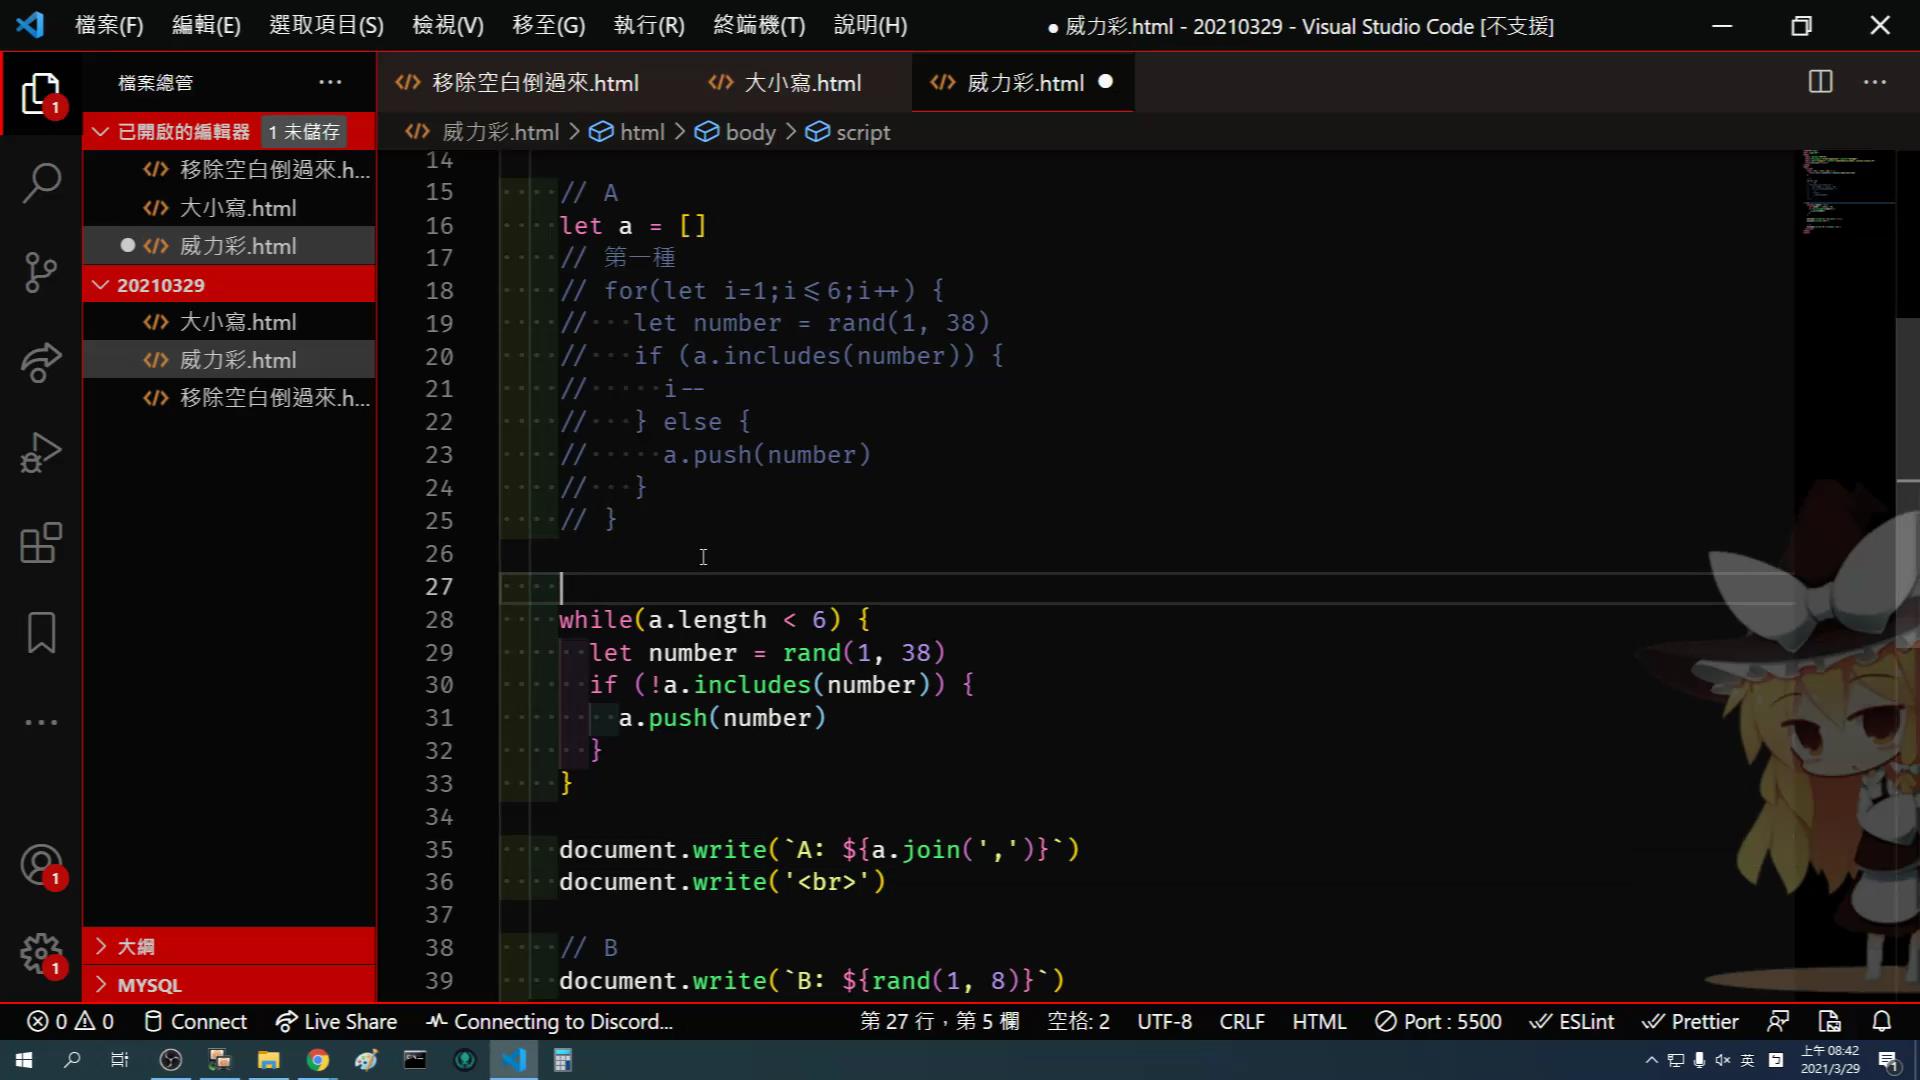 檔案(F) 編輯(E) 選取項目(S) 檢視(V) 移至(G) 執行(R) 終端機(T) 說明(H) ● 威力彩.html - 20210329 - Visual Studio Code [不支援]
檔案總管 ···
移除空白倒過來.html 大小寫.html 威力彩.html ●
1
已開啟的編輯器 1 未儲存
威力彩.html > html > body > script
移除空白倒過來.h...
大小寫.html
● 威力彩.html
20210329
大小寫.html
威力彩.html
移除空白倒過來.h...
14
15 // A
16 let a = []
17 // 第一種
18 // for(let i=1;i<=6;i++) {
19 // let number = rand(1, 38)
20 // if (a.includes(number)) {
21 // i--
22 // } else {
23 // a.push(number)
24 // }
25 // }
26
27
28 while(a.length < 6) {
29 let number = rand(1, 38)
30 if (!a.includes(number)) {
31 a.push(number)
32 }
33 }
34
35 document.write(`A: ${a.join(',')}`)
36 document.write('<br>')
37
38 // B
39 document.write(`B: ${rand(1, 8)}`)
1
1
大綱
MYSQL
0 0 Connect Live Share Connecting to Discord... 第 27 行，第 5 欄 空格: 2 UTF-8 CRLF HTML Port : 5500 ESLint Prettier
英 上午 08:42
2021/3/29
1